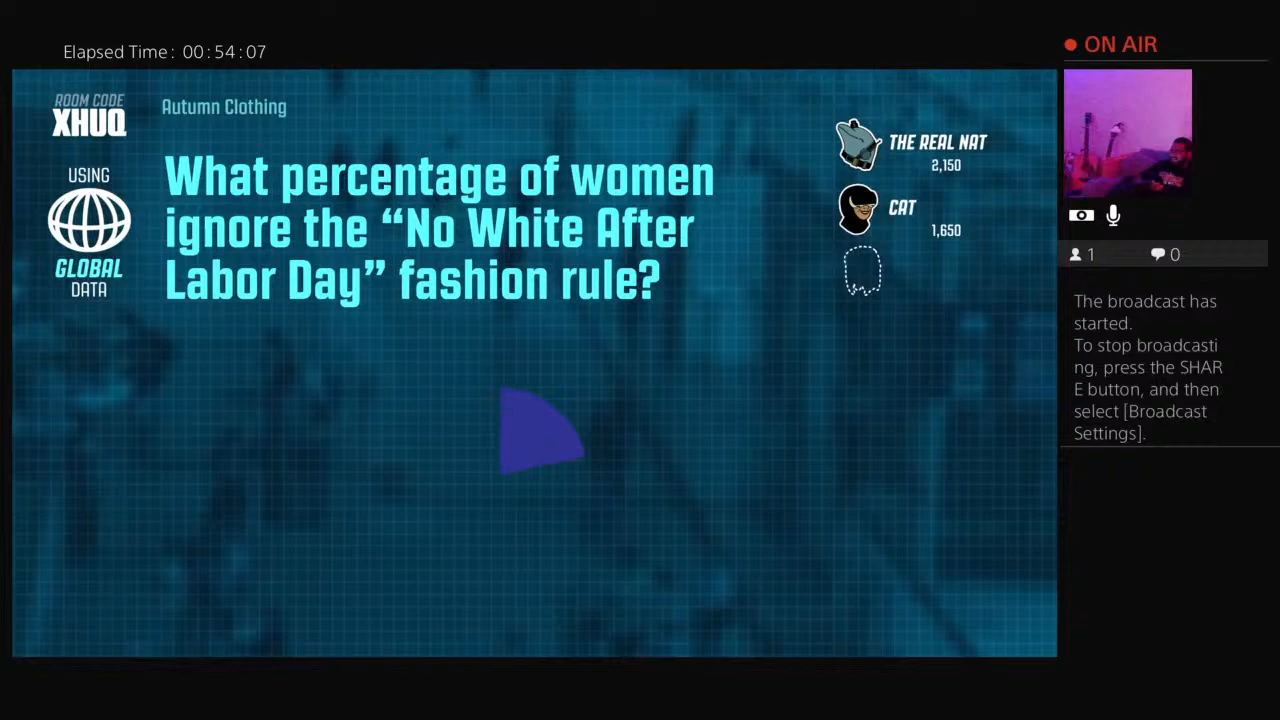 Elapsed Time: 00:54:07
ON AIR
ROOM CODE
XHUQ
Autumn Clothing
USING
GLOBAL
DATA
What percentage of women
ignore the “No White After
Labor Day” fashion rule?
THE REAL NAT
2,150
CAT
1,650
1
0
The broadcast has
started.
To stop broadcasti
ng, press the SHAR
E button, and then
select [Broadcast
Settings].